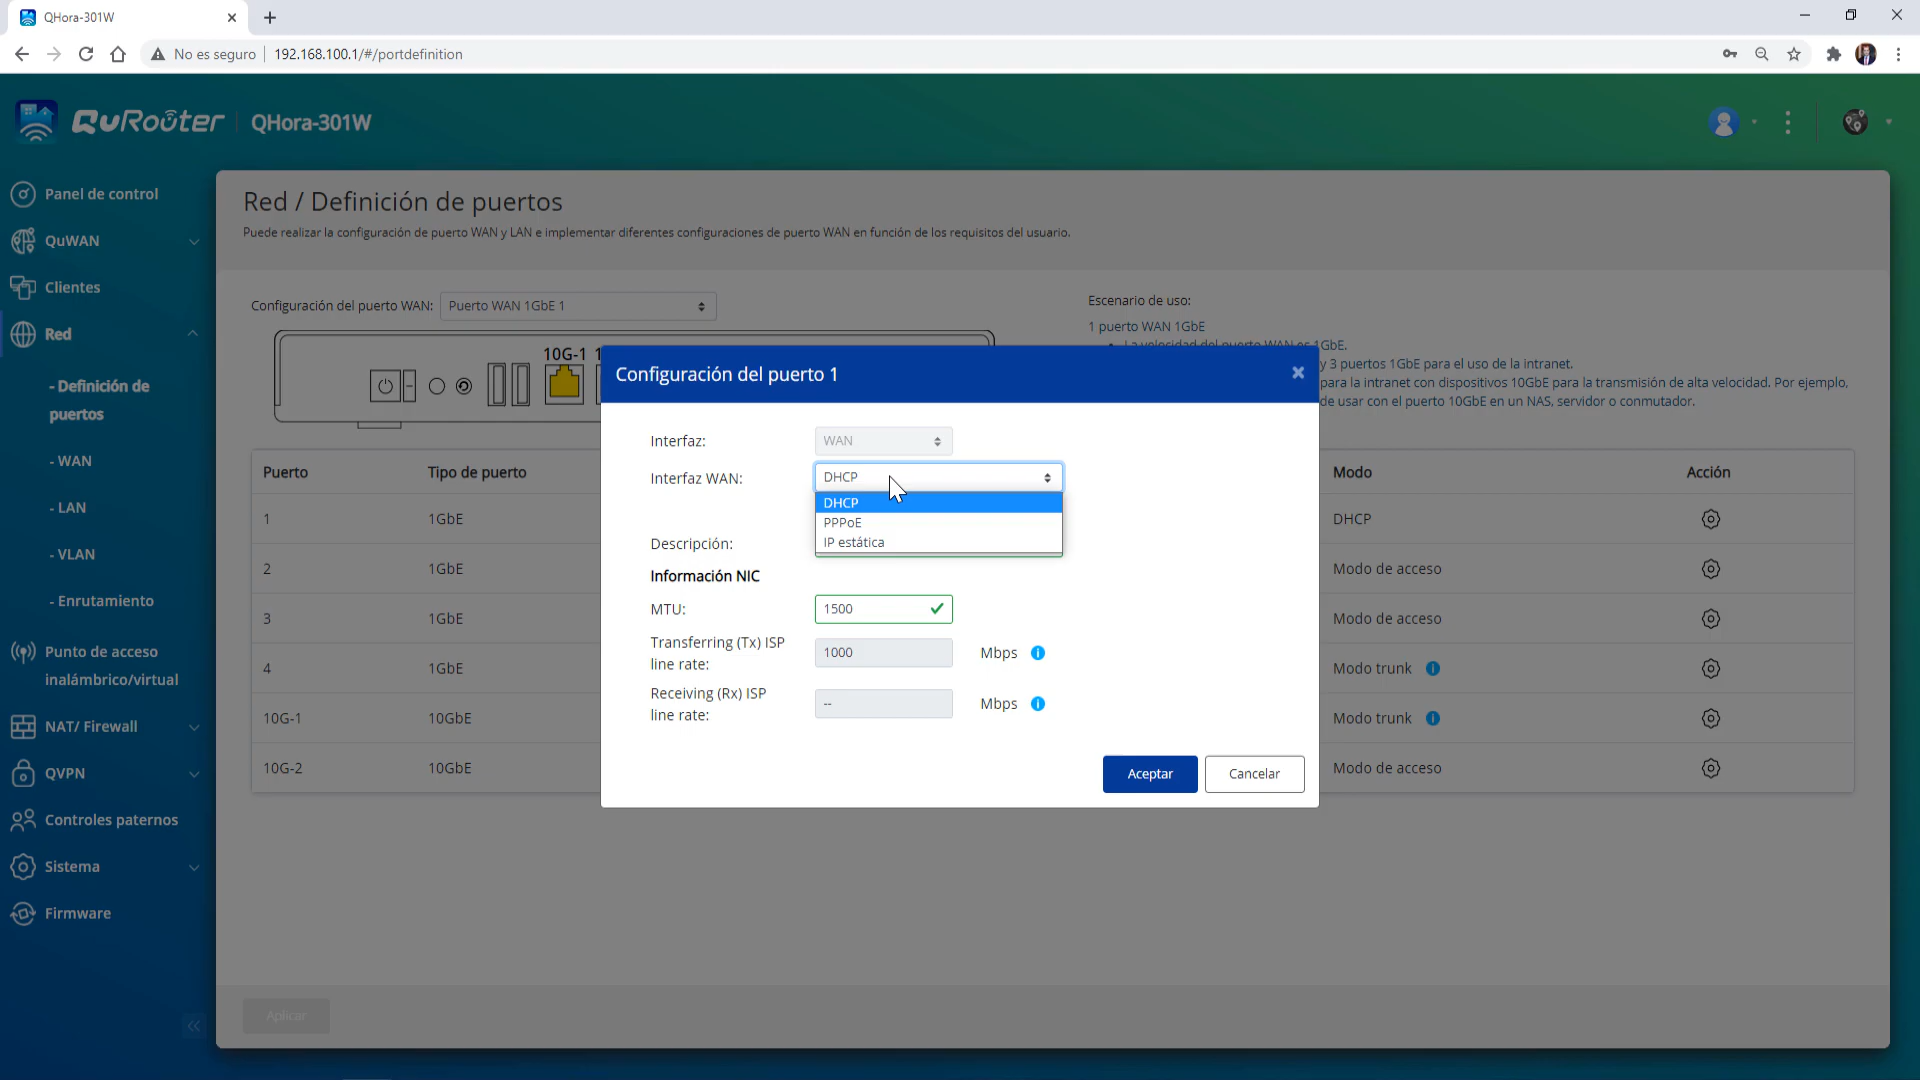 QHora-301W
No es seguro
192.168.100.1/#/portdefinition
QuRouter
QHora-301W
Panel de control
QuWAN
Clientes
Red
- Definición de
puertos
- WAN
- LAN
- VLAN
- Enrutamiento
Punto de acceso
inalámbrico/virtual
NAT/ Firewall
QVPN
Controles paternos
Sistema
Firmware
Red / Definición de puertos
Puede realizar la configuración de puerto WAN y LAN e implementar diferentes configuraciones de puerto WAN en función de los requisitos del usuario.
Configuración del puerto WAN:
Puerto WAN 1GbE 1
Escenario de uso:
1 puerto WAN 1GbE
La velocidad del puerto WAN es 1GbE.
y 3 puertos 1GbE para el uso de la intranet.
para la intranet con dispositivos 10GbE para la transmisión de alta velocidad. Por ejemplo,
de usar con el puerto 10GbE en un NAS, servidor o conmutador.
10G-1
Puerto Tipo de puerto Modo Acción
1 1GbE DHCP
2 1GbE Modo de acceso
3 1GbE Modo de acceso
4 1GbE Modo trunk
10G-1 10GbE Modo trunk
10G-2 10GbE Modo de acceso
Configuración del puerto 1
Interfaz: WAN
Interfaz WAN: DHCP
DHCP
PPPoE
IP estática
Descripción:
Información NIC
MTU: 1500
Transferring (Tx) ISP
line rate:
1000 Mbps
Receiving (Rx) ISP
line rate:
-- Mbps
Aceptar
Cancelar
Aplicar